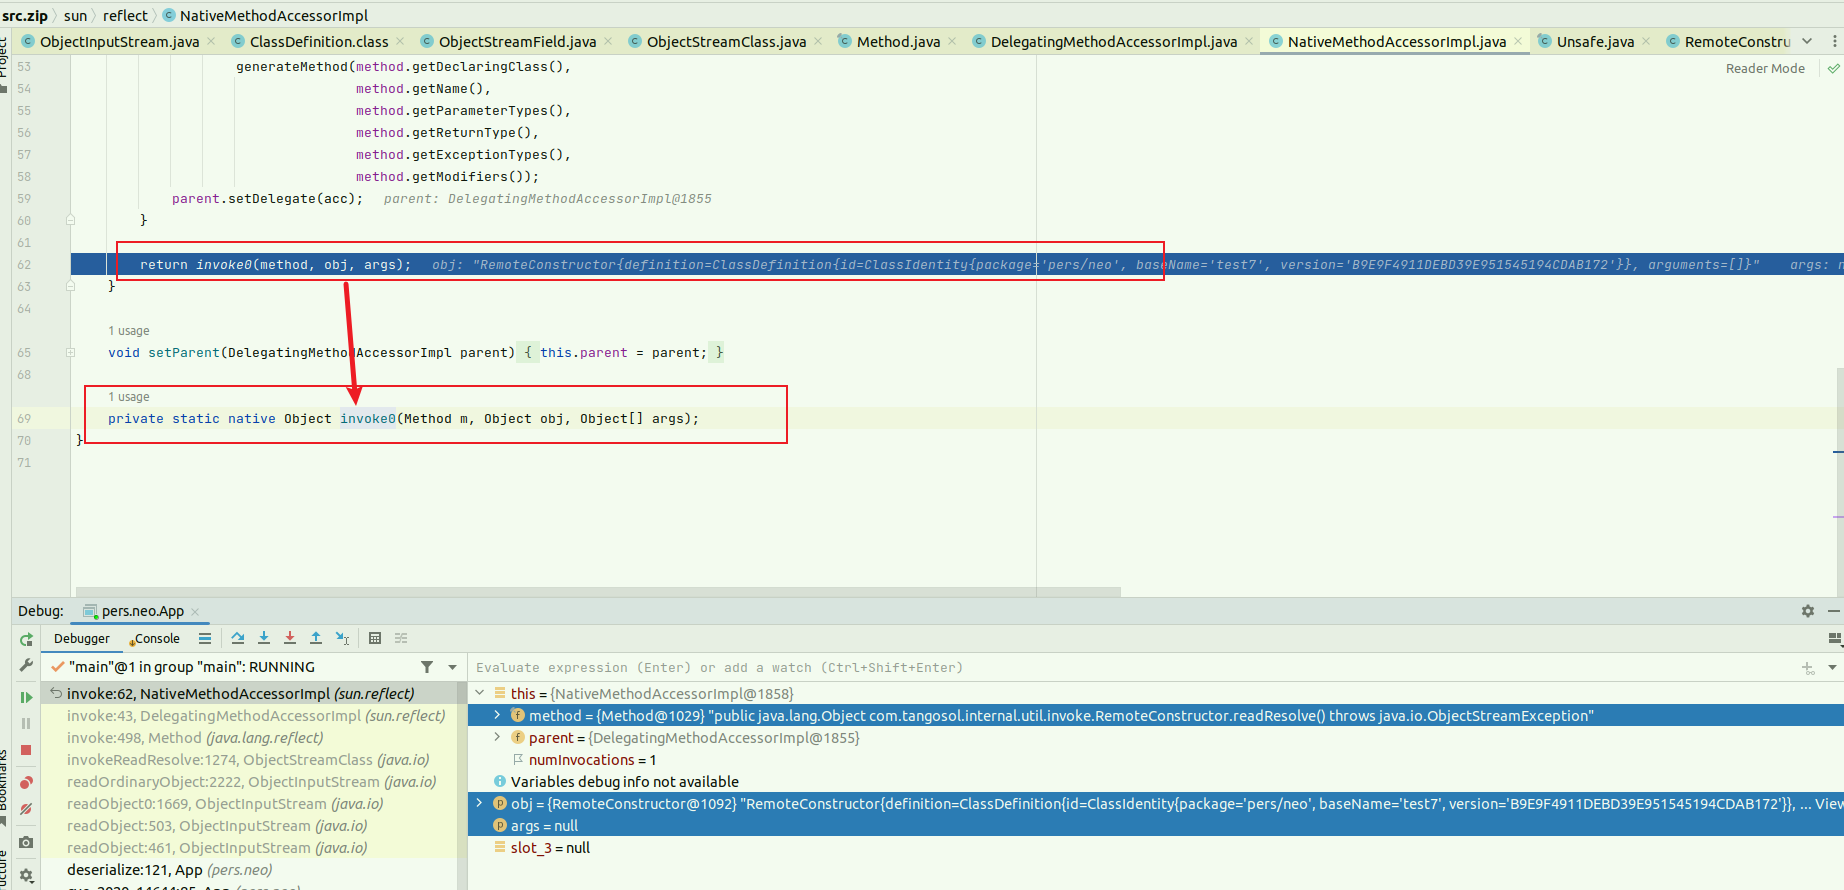 src.zip sun reflect NativeMethodAccessorImpl
ObjectInputStream.java ClassDefinition.class ObjectStreamField.java ObjectStreamClass.java Method.java DelegatingMethodAccessorImpl.java NativeMethodAccessorImpl.java Unsafe.java RemoteConstru
Project
Reader Mode
53 generateMethod(method.getDeclaringClass(),
54 method.getName(),
55 method.getParameterTypes(),
56 method.getReturnType(),
57 method.getExceptionTypes(),
58 method.getModifiers());
59 parent.setDelegate(acc); parent: DelegatingMethodAccessorImpl@1855
60 }
61
62 return invoke0(method, obj, args); obj: "RemoteConstructor{definition=ClassDefinition{id=ClassIdentity{package='pers/neo', baseName='test7', version='B9E9F4911DEBD39E951545194CDAB172'}}, arguments=[]}" args: n
63 }
64
1 usage
65 void setParent(DelegatingMethodAccessorImpl parent) { this.parent = parent; }
68
1 usage
69 private static native Object invoke0(Method m, Object obj, Object[] args);
70 }
71
Debug: pers.neo.App
Debugger Console
"main"@1 in group "main": RUNNING
Evaluate expression (Enter) or add a watch (Ctrl+Shift+Enter)
invoke:62, NativeMethodAccessorImpl (sun.reflect)
invoke:43, DelegatingMethodAccessorImpl (sun.reflect)
invoke:498, Method (java.lang.reflect)
invokeReadResolve:1274, ObjectStreamClass (java.io)
readOrdinaryObject:2222, ObjectInputStream (java.io)
readObject0:1669, ObjectInputStream (java.io)
readObject:503, ObjectInputStream (java.io)
readObject:461, ObjectInputStream (java.io)
deserialize:121, App (pers.neo)
this = {NativeMethodAccessorImpl@1858}
method = {Method@1029} "public java.lang.Object com.tangosol.internal.util.invoke.RemoteConstructor.readResolve() throws java.io.ObjectStreamException"
parent = {DelegatingMethodAccessorImpl@1855}
numInvocations = 1
Variables debug info not available
obj = {RemoteConstructor@1092} "RemoteConstructor{definition=ClassDefinition{id=ClassIdentity{package='pers/neo', baseName='test7', version='B9E9F4911DEBD39E951545194CDAB172'}}, ... View
args = null
slot_3 = null
Bookmarks